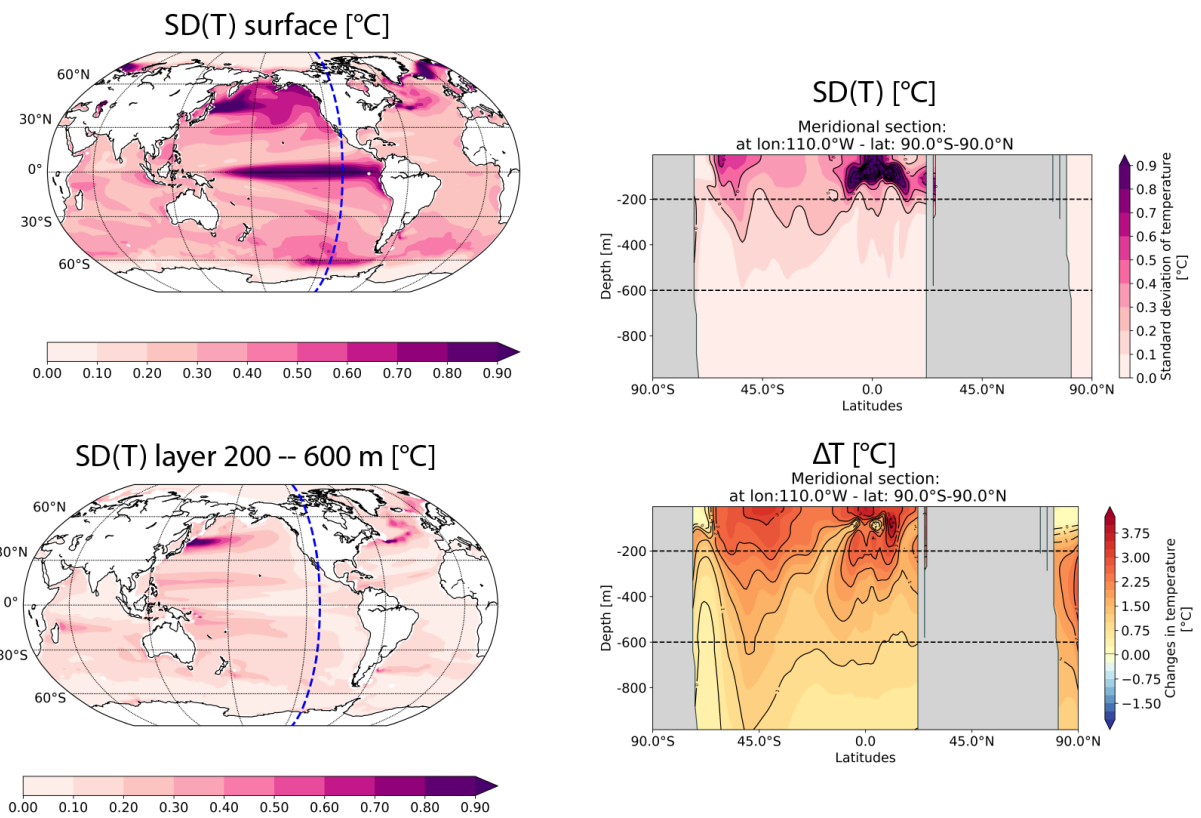 SD(T) surface [°C]
60°N
30°N
0°
30°S
60°S
0.00 0.10 0.20 0.30 0.40 0.50 0.60 0.70 0.80 0.90
SD(T) [°C]
Meridional section:
at lon:110.0°W - lat: 90.0°S-90.0°N
-200
-400
-600
-800
Depth [m]
90.0°S 45.0°S 0.0 45.0°N 90.0°N
Latitudes
0.9
0.8
0.7
0.6
0.5
0.4
0.3
0.2
0.1
0.0
Standard deviation of temperature
[°C]
SD(T) layer 200 -- 600 m [°C]
60°N
30°N
0°
30°S
60°S
0.00 0.10 0.20 0.30 0.40 0.50 0.60 0.70 0.80 0.90
ΔT [°C]
Meridional section:
at lon:110.0°W - lat: 90.0°S-90.0°N
-200
-400
-600
-800
Depth [m]
90.0°S 45.0°S 0.0 45.0°N 90.0°N
Latitudes
3.75
3.00
2.25
1.50
0.75
0.00
−0.75
−1.50
Changes in temperature
[°C]